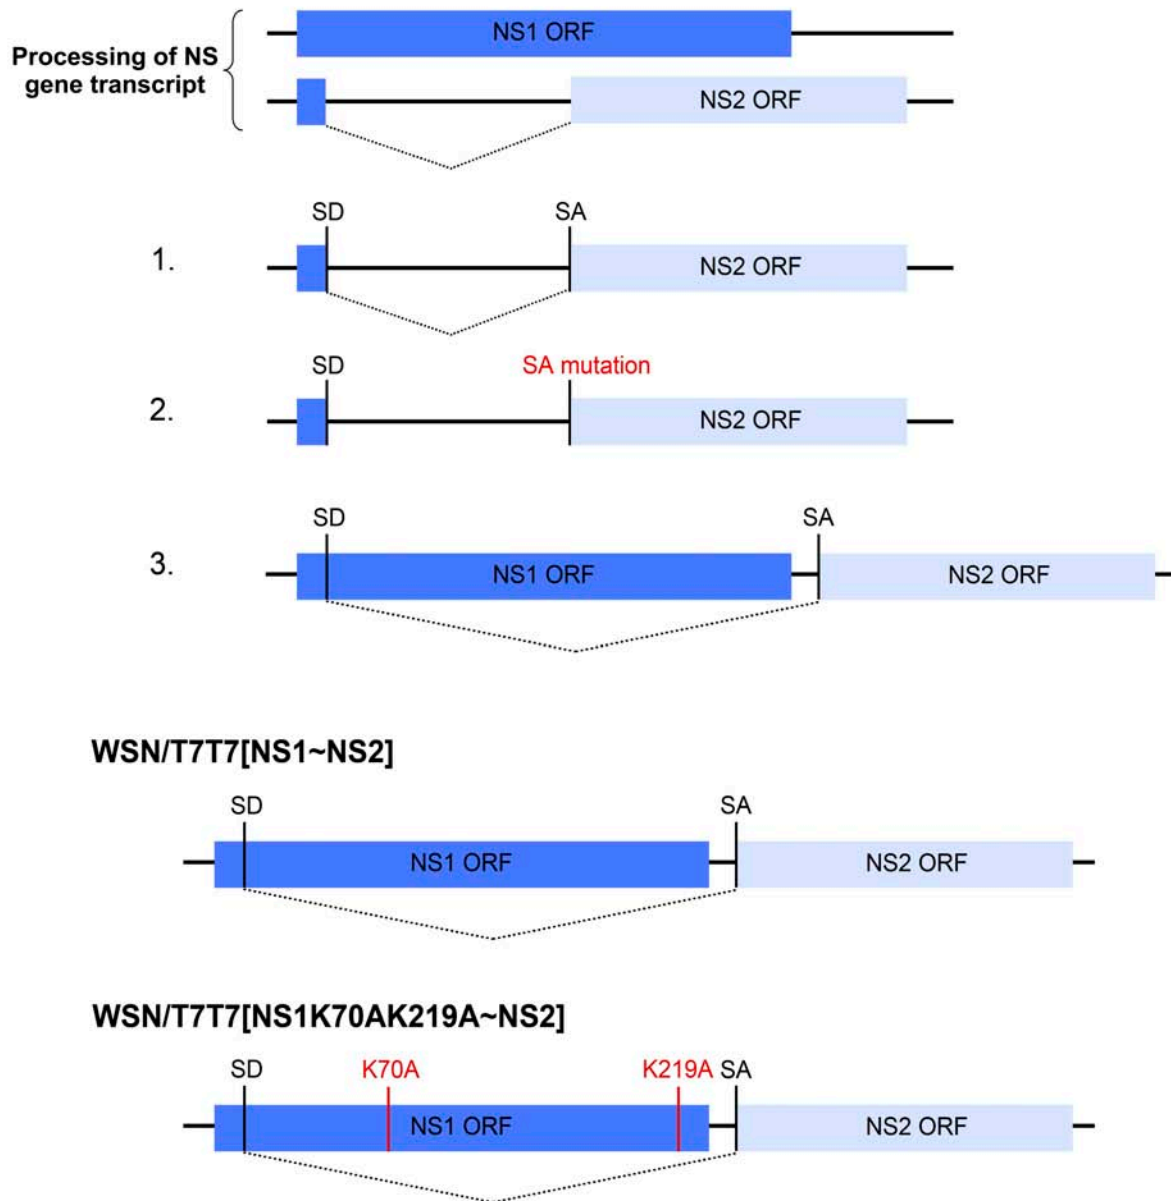 NS1 ORF
Processing of NS
gene transcript
NS2 ORF
SD SA
1.
NS2 ORF
SD SA mutation
2.
NS2 ORF
SD SA
3.
NS1 ORF NS2 ORF
WSN/T7T7[NS1~NS2]
SD SA
NS1 ORF NS2 ORF
WSN/T7T7[NS1K70AK219A~NS2]
SD K70A K219A SA
NS1 ORF NS2 ORF